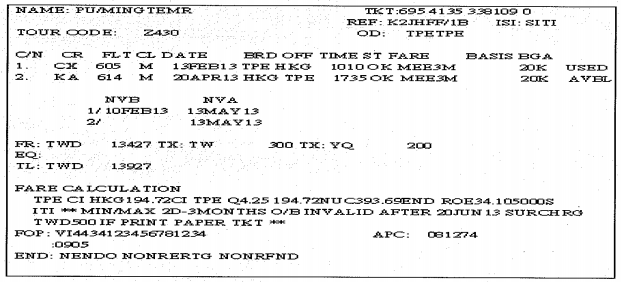 NAME: PU/MINGTEMR TKT:695 4135 338109 0
REF: K2JHFF/1B ISI: SITI
TOUR CODE: Z430 OD: TPETPE
C/N CR FLT CL DATE BRD OFF TIME ST FARE BASIS BGA
1. CX 605 M 13FEB13 TPE HKG 1010 OK MEE3M 20K USED
2. KA 614 M 20APR13 HKG TPE 1735 OK MEE3M 20K AVBL
NVB NVA
1/ 10FEB13 13MAY13
2/ 13MAY13
FR: TWD 13427 TX: TW 300 TX: YQ 200
EQ:
TL: TWD 13927
FARE CALCULATION
TPE CI HKG194.72CI TPE Q4.25 194.72NUC393.69END ROE34.105000S
ITI ** MIN/MAX 2D-3MONTHS O/B INVALID AFTER 20JUN13 SURCHRG
TWD500 IF PRINT PAPER TKT **
FOP: VI4434123456781234 APC: 081274
:0905
END: NENDO NONRERTG NONRFND